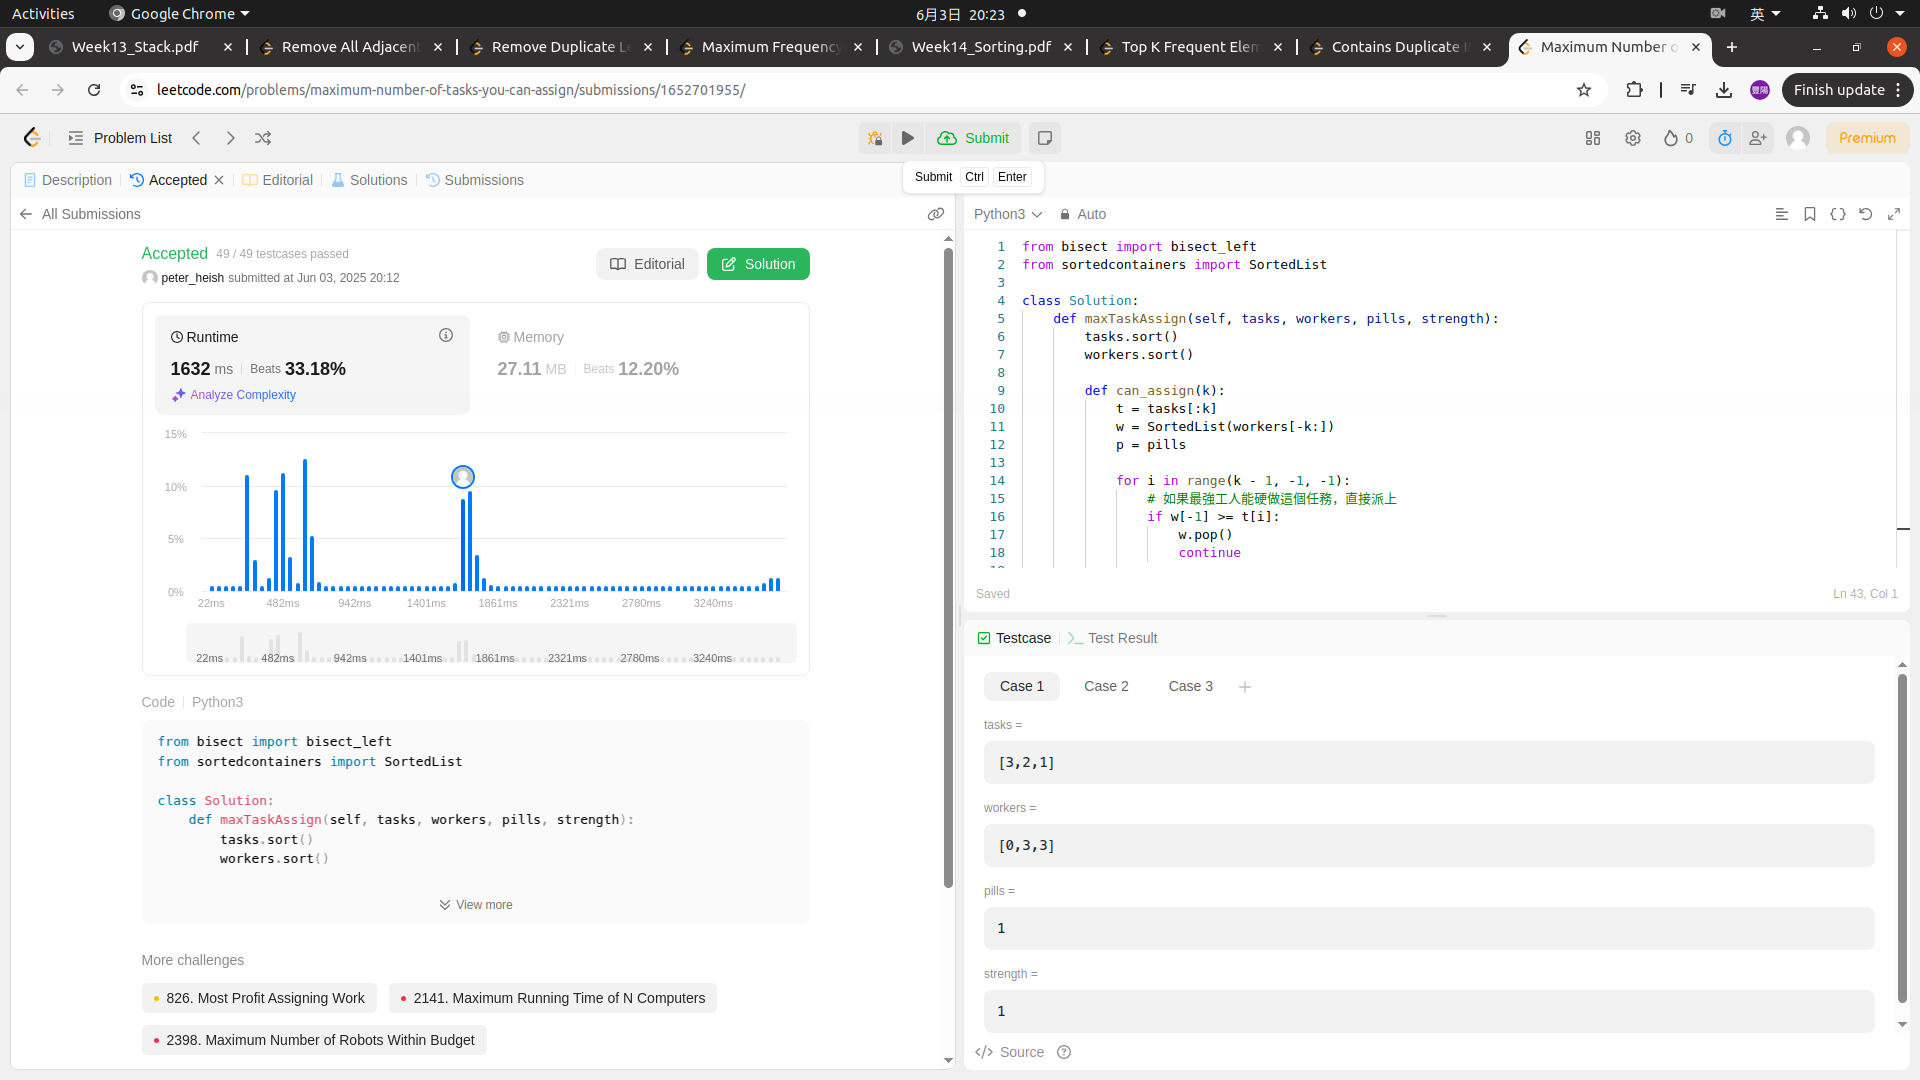 Activities
Google Chrome
6月3日 20:23
英
Week13_Stack.pdf
Remove All Adjacen
Remove Duplicate Le
Maximum Frequency
Week14_Sorting.pdf
Top K Frequent Elem
Contains Duplicate I
Maximum Number o
leetcode.com/problems/maximum-number-of-tasks-you-can-assign/submissions/1652701955/
豐陽
Finish update
Problem List
Submit
0
Premium
Description
Accepted
Editorial
Solutions
Submissions
Submit Ctrl Enter
All Submissions
Accepted 49 / 49 testcases passed
peter_heish submitted at Jun 03, 2025 20:12
Editorial
Solution
Runtime
1632 ms Beats 33.18%
Analyze Complexity
Memory
27.11 MB Beats 12.20%
15%
10%
5%
0%
22ms 482ms 942ms 1401ms 1861ms 2321ms 2780ms 3240ms
22ms 482ms 942ms 1401ms 1861ms 2321ms 2780ms 3240ms
Code Python3
from bisect import bisect_left
from sortedcontainers import SortedList
class Solution:
def maxTaskAssign(self, tasks, workers, pills, strength):
tasks.sort()
workers.sort()
View more
More challenges
826. Most Profit Assigning Work
2141. Maximum Running Time of N Computers
2398. Maximum Number of Robots Within Budget
Python3
Auto
1 from bisect import bisect_left
2 from sortedcontainers import SortedList
3
4 class Solution:
5 def maxTaskAssign(self, tasks, workers, pills, strength):
6 tasks.sort()
7 workers.sort()
8
9 def can_assign(k):
10 t = tasks[:k]
11 w = SortedList(workers[-k:])
12 p = pills
13
14 for i in range(k - 1, -1, -1):
15 # 如果最強工人能硬做這個任務，直接派上
16 if w[-1] >= t[i]:
17 w.pop()
18 continue
Saved
Ln 43, Col 1
Testcase
Test Result
Case 1
Case 2
Case 3
tasks =
[3,2,1]
workers =
[0,3,3]
pills =
1
strength =
1
Source